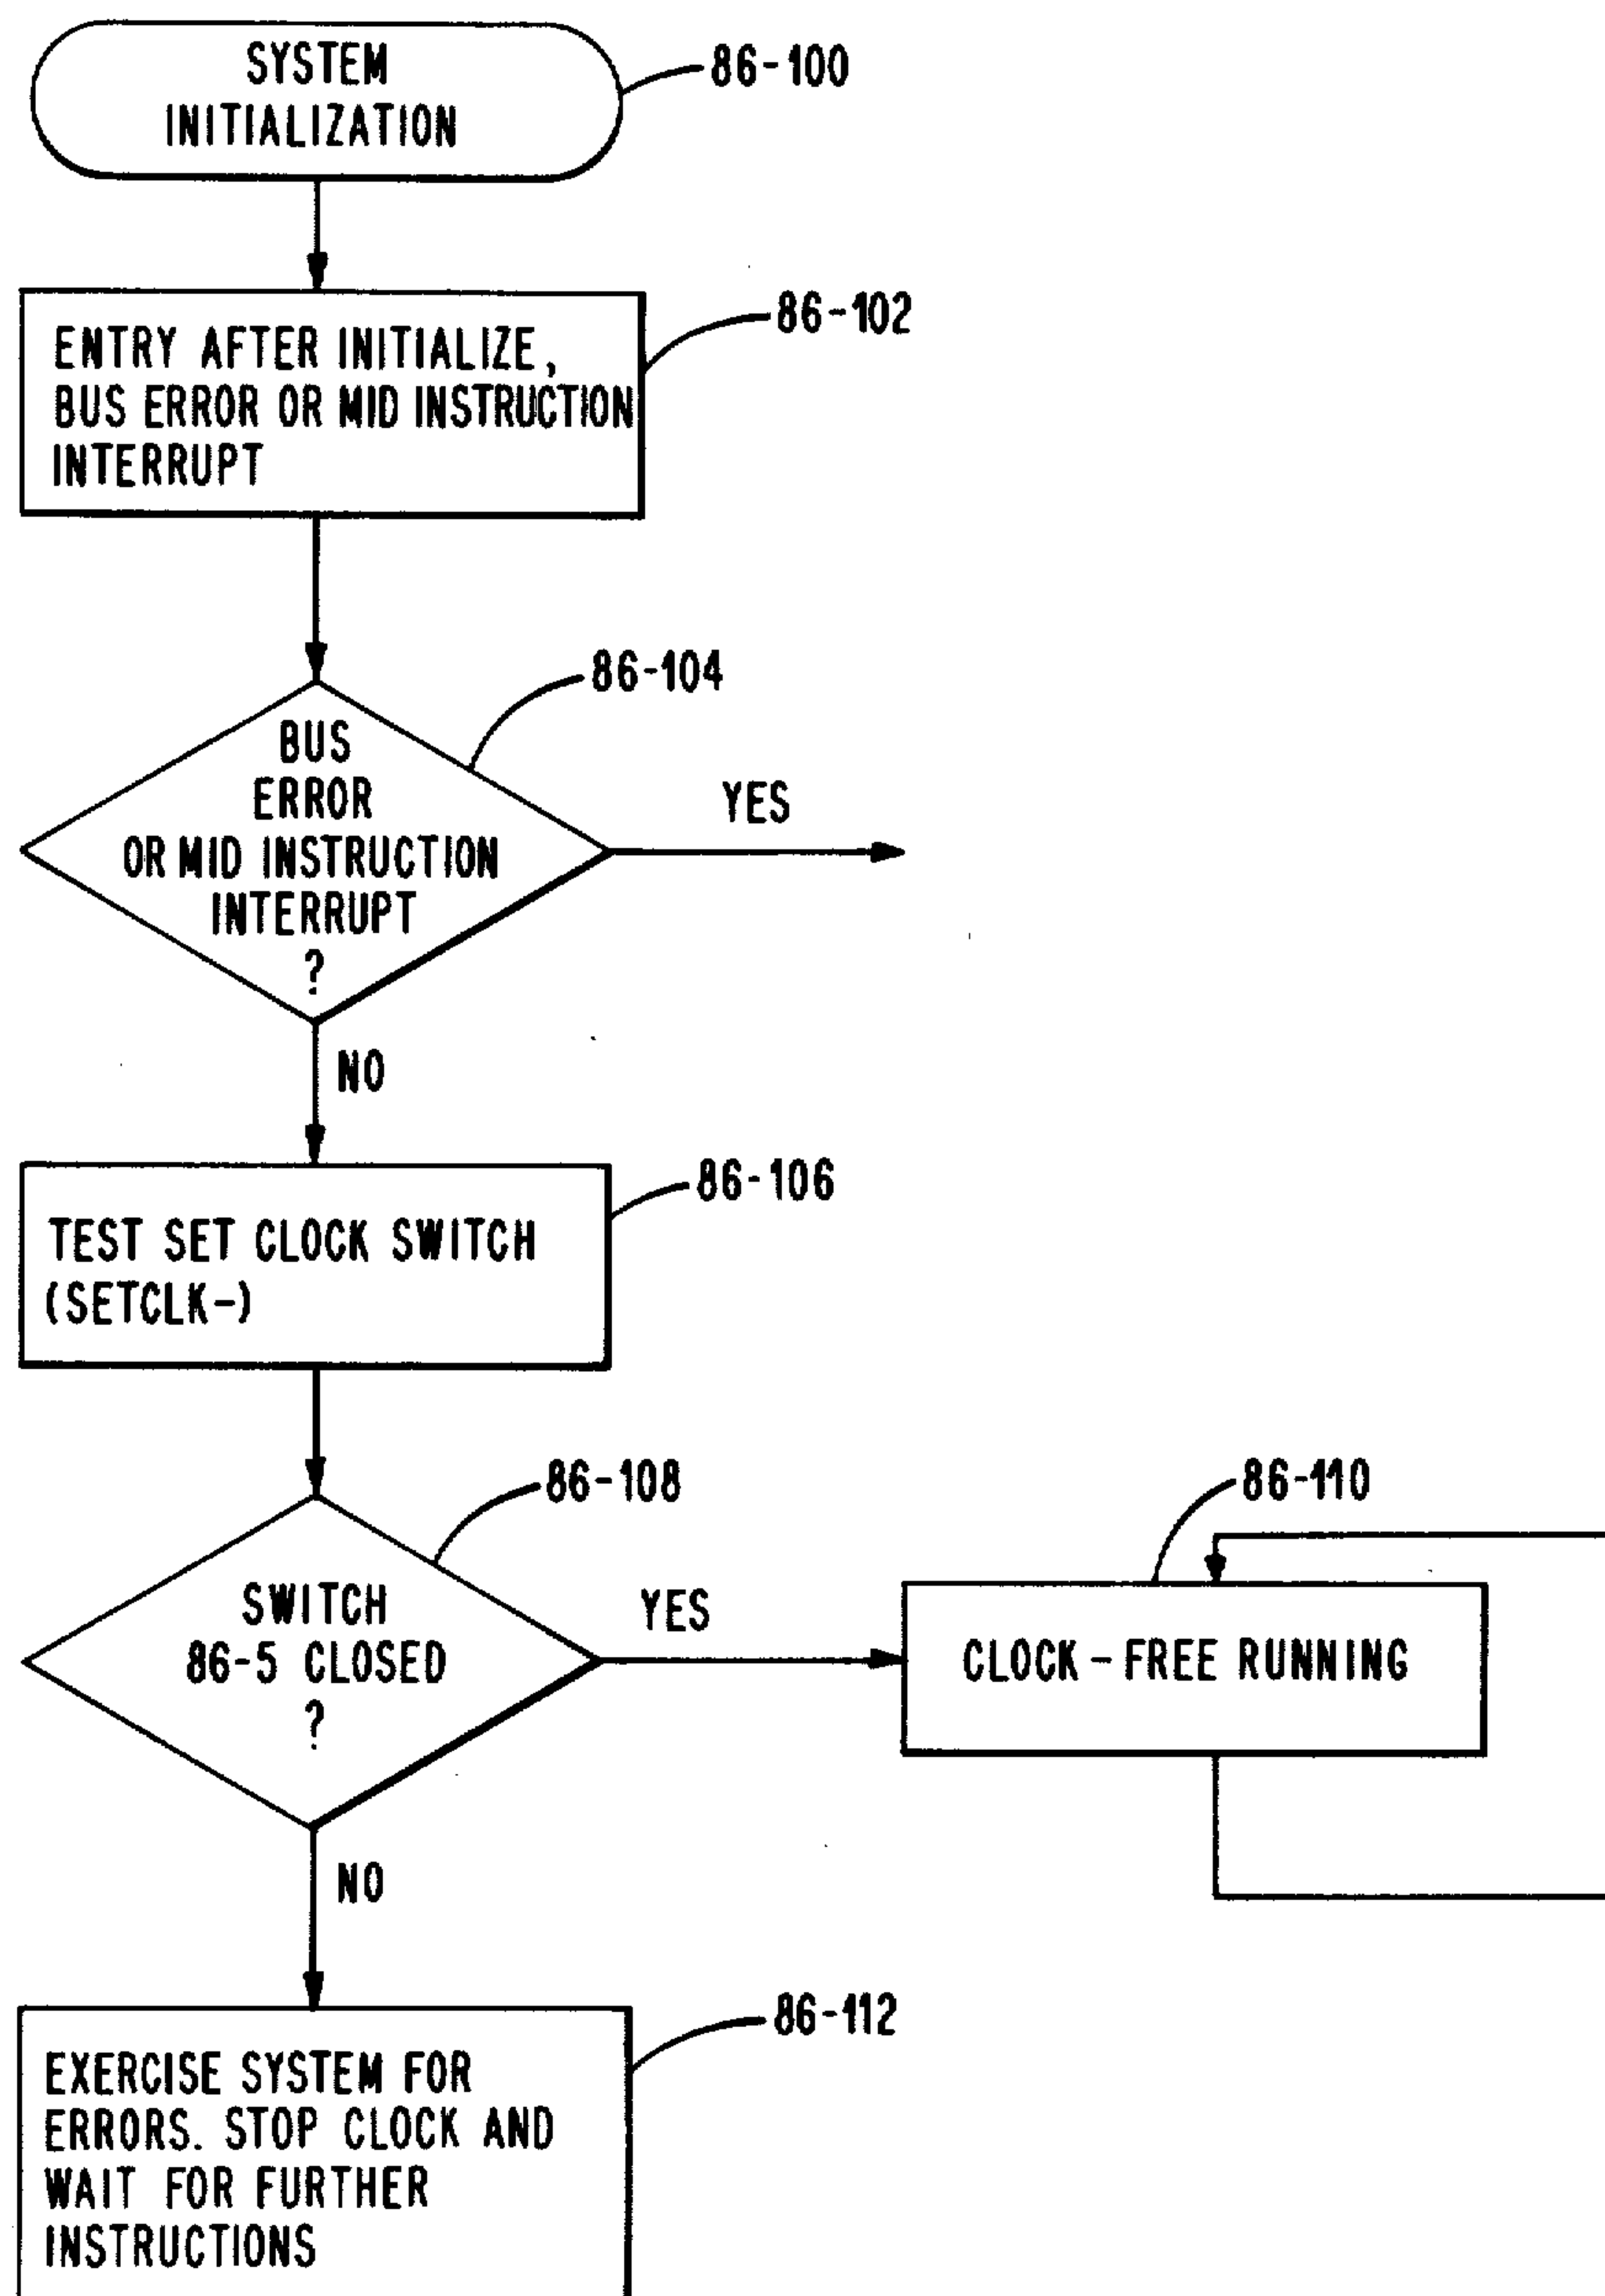 SYSTEM
INITIALIZATION
86-100
ENTRY AFTER INITIALIZE,
BUS ERROR OR MID INSTRUCTION
INTERRUPT
86-102
BUS
ERROR
OR MID INSTRUCTION
INTERRUPT
?
86-104
YES
NO
TEST SET CLOCK SWITCH
(SETCLK-)
86-106
SWITCH
86-5 CLOSED
?
86-108
YES
CLOCK-FREE RUNNING
86-110
NO
EXERCISE SYSTEM FOR
ERRORS. STOP CLOCK AND
WAIT FOR FURTHER
INSTRUCTIONS
86-112